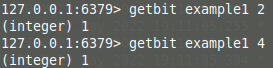 127.0.0.1:6379> getbit example1 2
(integer) 1
127.0.0.1:6379> getbit example1 4
(integer) 1